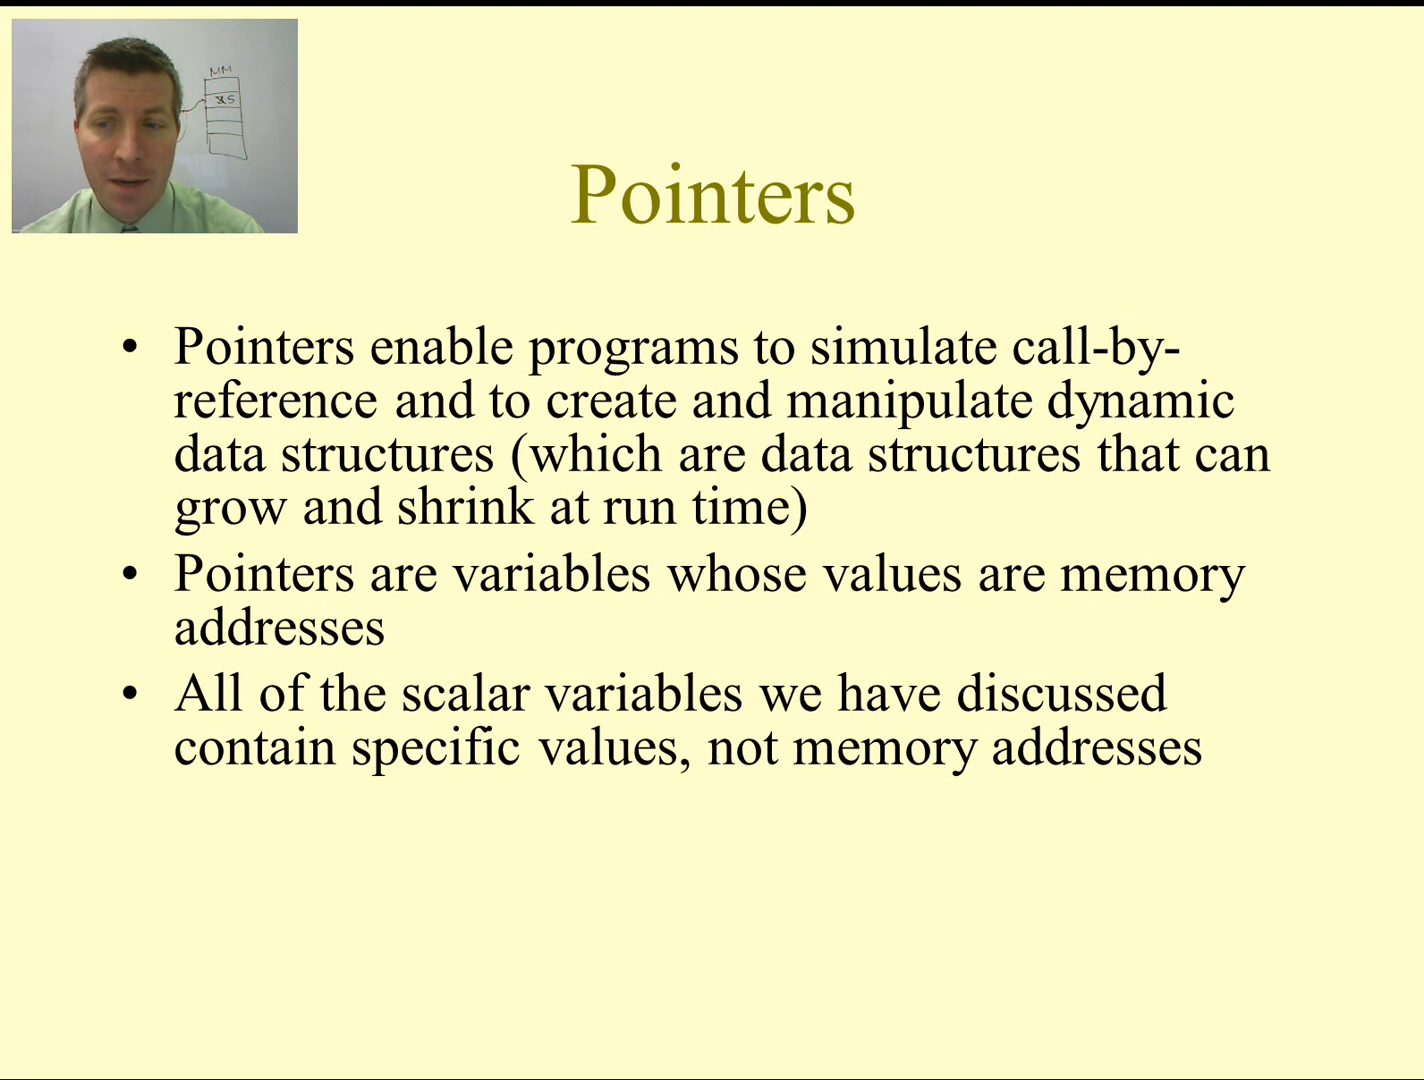 MM
Pointers
• Pointers enable programs to simulate call-by-
reference and to create and manipulate dynamic
data structures (which are data structures that can
grow and shrink at run time)
• Pointers are variables whose values are memory
addresses
• All of the scalar variables we have discussed
contain specific values, not memory addresses